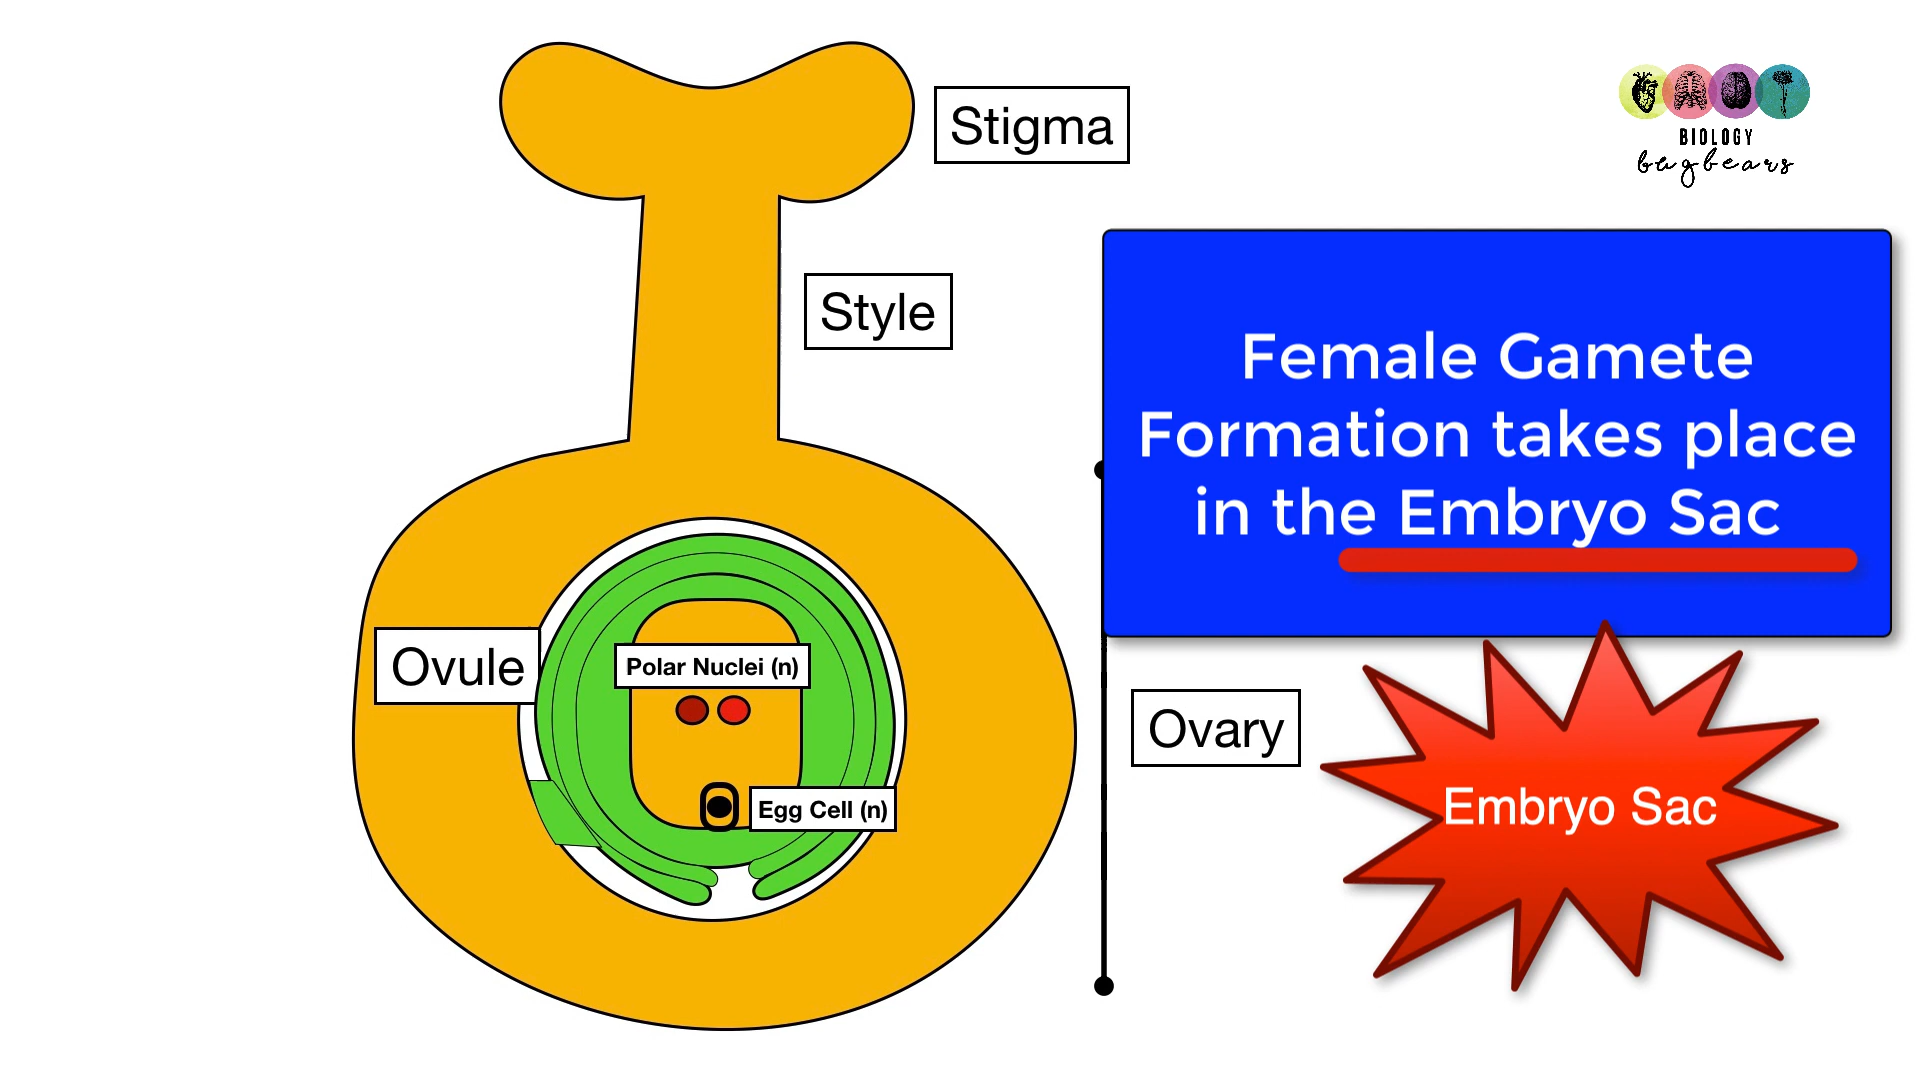 Stigma
BIOLOGY
bugbears
Style
Female Gamete
Formation takes place
in the Embryo Sac
Ovule
Polar Nuclei (n)
Ovary
Egg Cell (n)
Embryo Sac